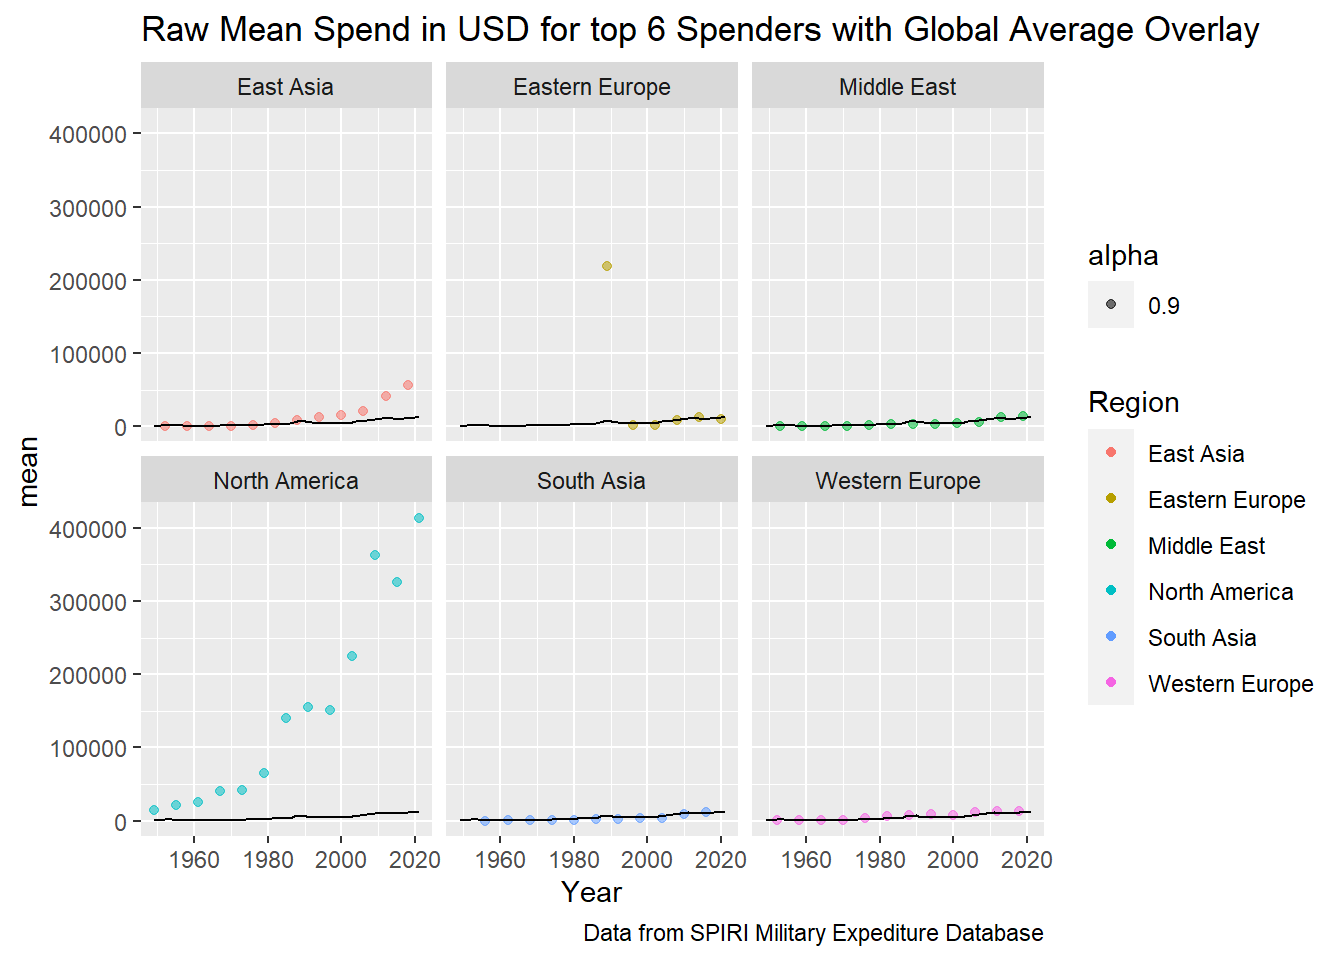 Raw Mean Spend in USD for top 6 Spenders with Global Average Overlay
East Asia
Eastern Europe
Middle East
400000
300000
200000
100000
0
North America
South Asia
Western Europe
400000
300000
200000
100000
0
mean
1960 1980 2000 2020
1960 1980 2000 2020
1960 1980 2000 2020
Year
Data from SPIRI Military Expediture Database
alpha
0.9
Region
East Asia
Eastern Europe
Middle East
North America
South Asia
Western Europe